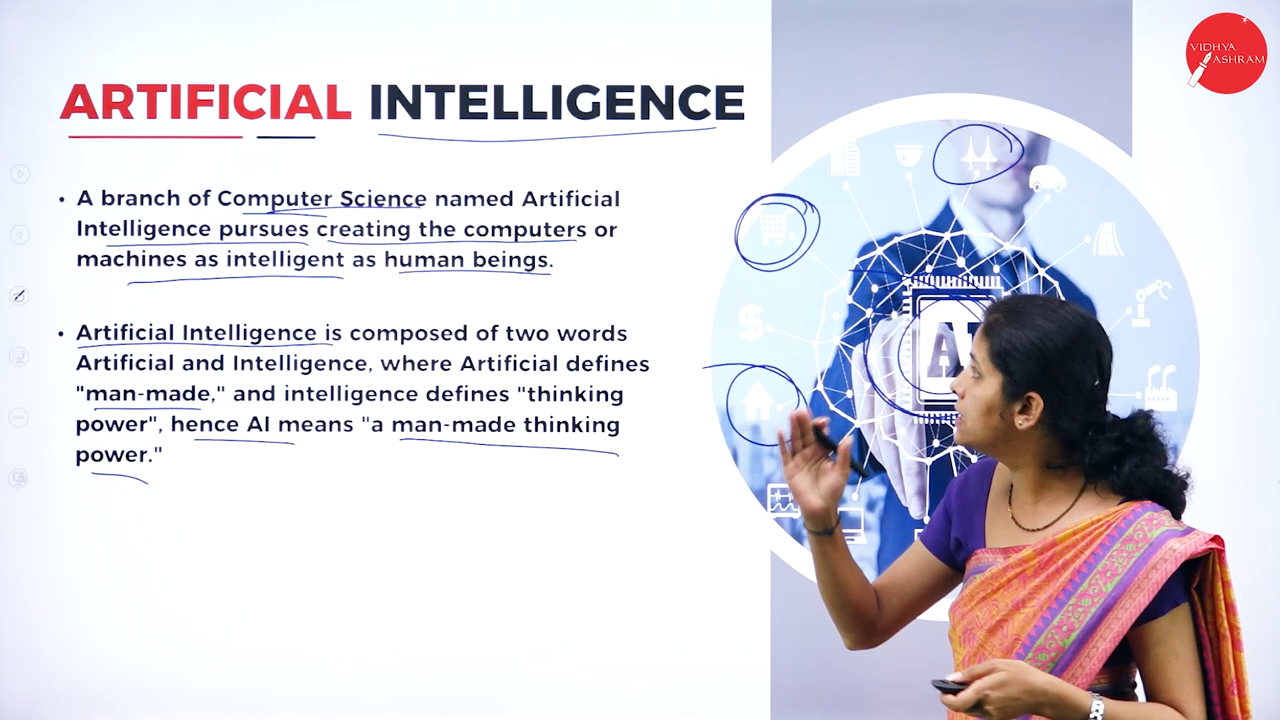 VIDHYA
ASHRAM
ARTIFICIAL INTELLIGENCE
• A branch of Computer Science named Artificial
Intelligence pursues creating the computers or
machines as intelligent as human beings.
• Artificial Intelligence is composed of two words
Artificial and Intelligence, where Artificial defines
"man-made," and intelligence defines "thinking
power", hence AI means "a man-made thinking
power."
AI